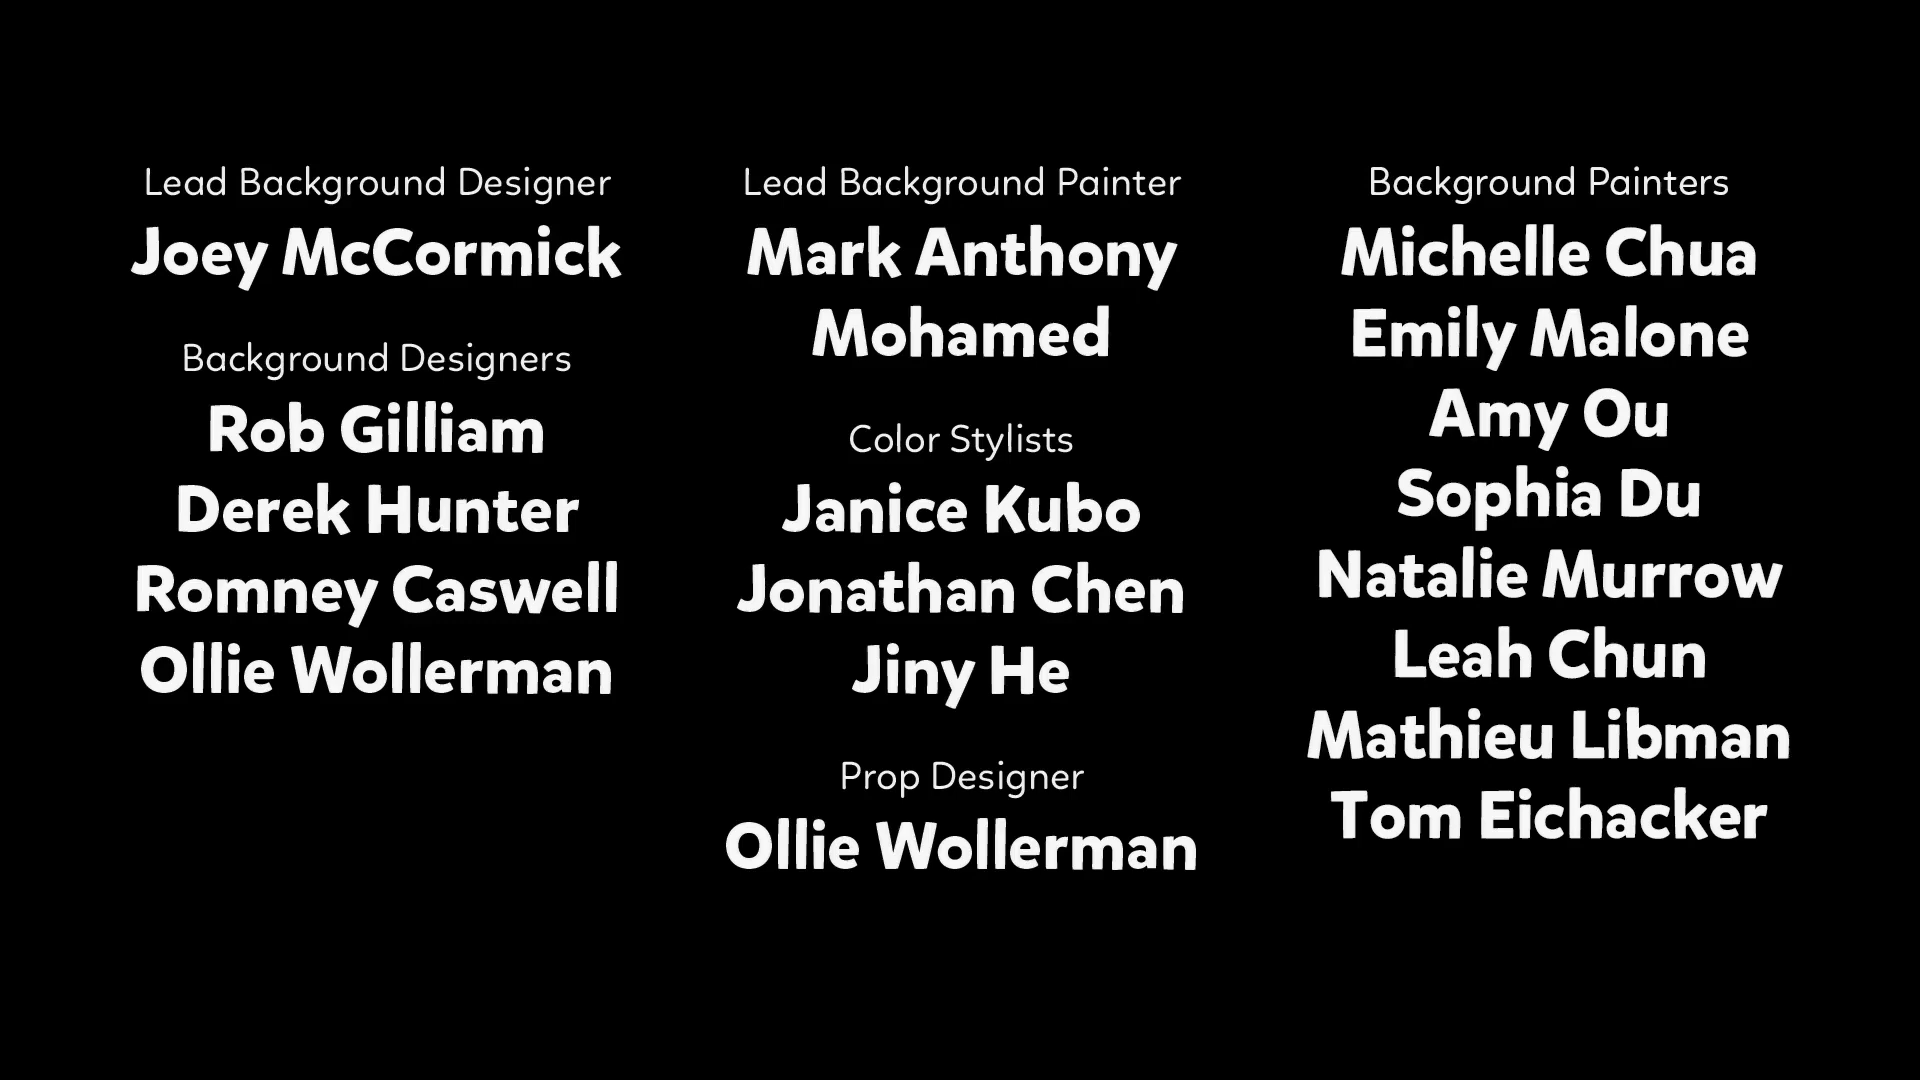 Lead Background Designer
Joey McCormick
Background Designers
Rob Gilliam
Derek Hunter
Romney Caswell
Ollie Wollerman
Lead Background Painter
Mark Anthony
Mohamed
Color Stylists
Janice Kubo
Jonathan Chen
Jiny He
Prop Designer
Ollie Wollerman
Background Painters
Michelle Chua
Emily Malone
Amy Ou
Sophia Du
Natalie Murrow
Leah Chun
Mathieu Libman
Tom Eichacker